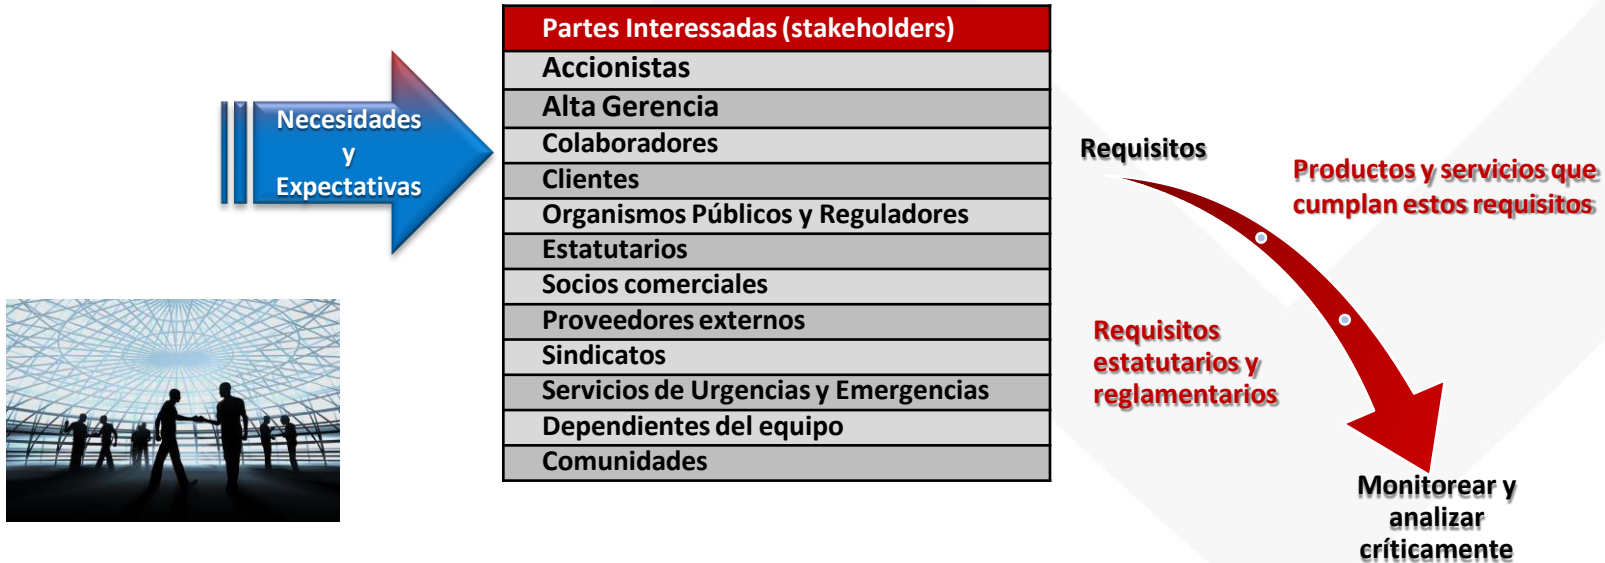 Necesidades
y
Expectativas
Partes Interessadas (stakeholders)
Accionistas
Alta Gerencia
Colaboradores
Clientes
Organismos Públicos y Reguladores
Estatutarios
Socios comerciales
Proveedores externos
Sindicatos
Servicios de Urgencias y Emergencias
Dependientes del equipo
Comunidades
Requisitos
Productos y servicios que
cumplan estos requisitos
Requisitos
estatutarios y
reglamentarios
Monitorear y
analizar
críticamente